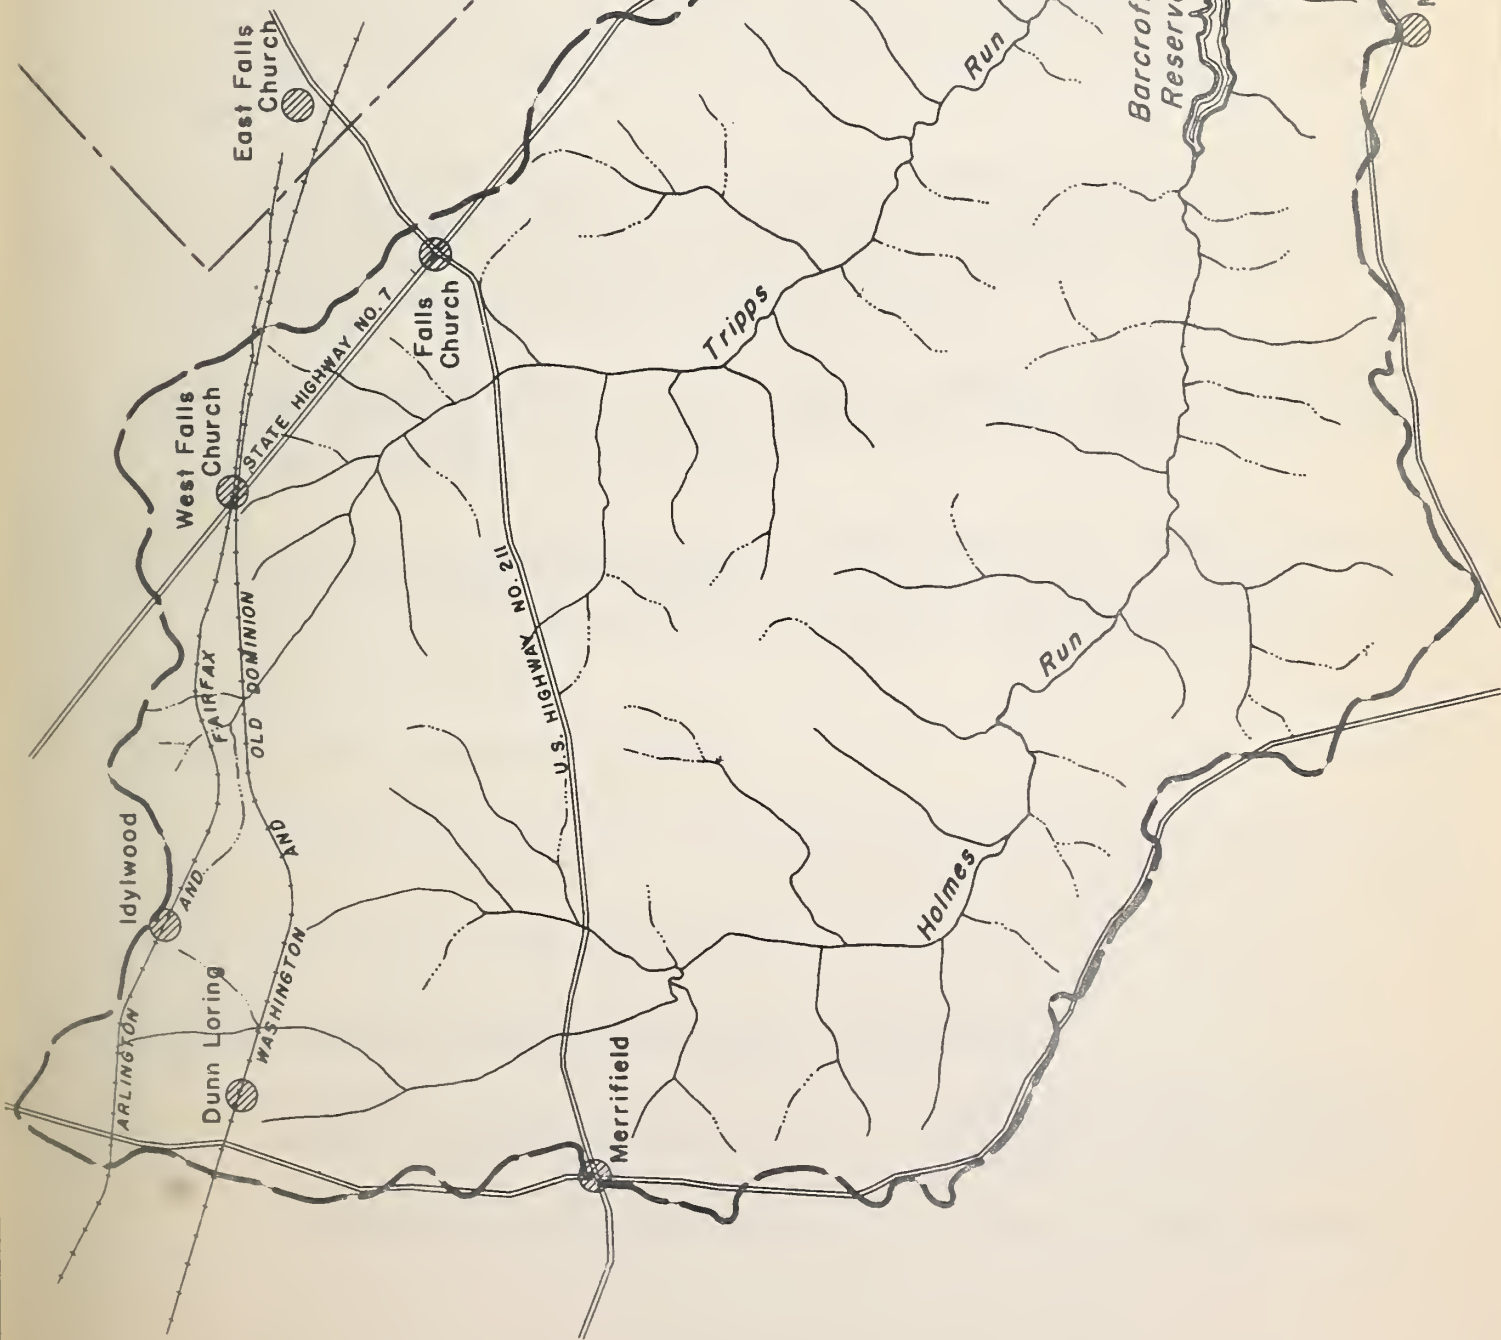 East Falls
Church
Run
Barcrof
Reserv
Falls
Church
STATE HIGHWAY NO. 7
West Falls
Church
Tripps
U.S. HIGHWAY NO. 211
Run
Holmes
Idylwood
ARLINGTON AND FAIRFAX
Dunn Loring
WASHINGTON AND OLD DOMINION
Merrifield